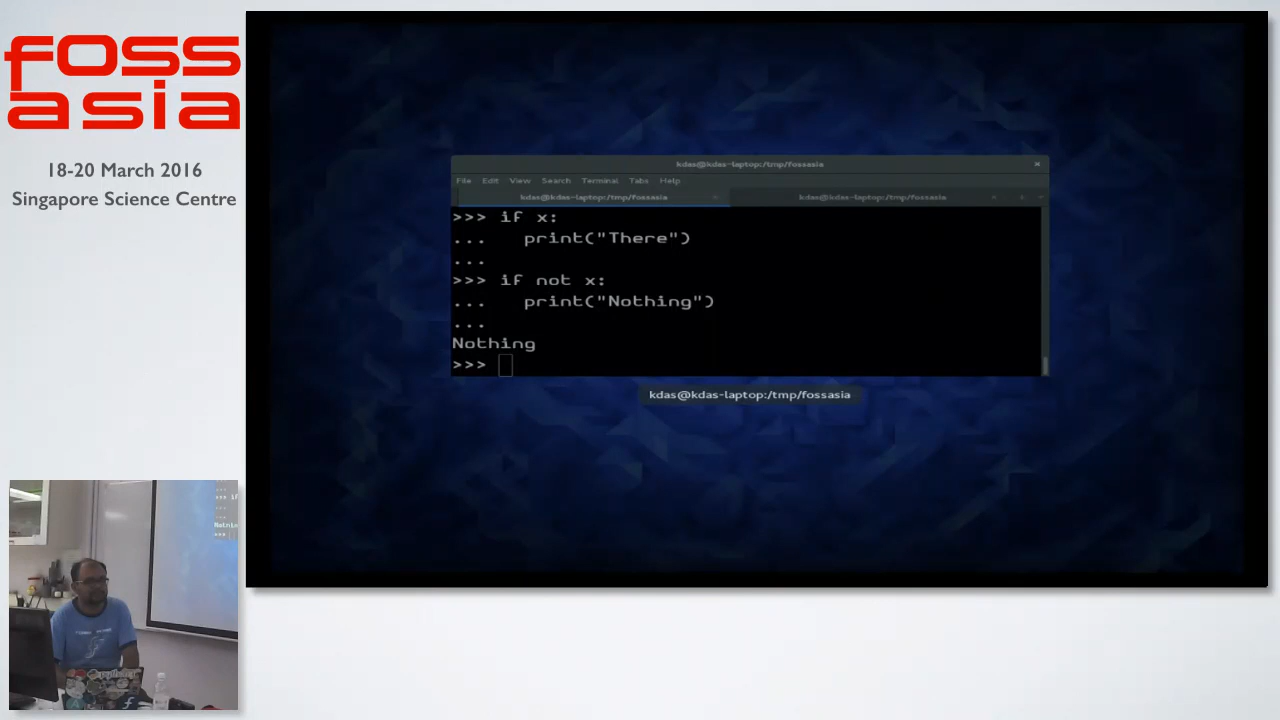 foss
asia
18-20 March 2016
Singapore Science Centre
kdas@kdas-laptop:/tmp/fossasia
File Edit View Search Terminal Tabs Help
kdas@kdas-laptop:/tmp/fossasia kdas@kdas-laptop:/tmp/fossasia
>>> if x:
... print("There")
...
>>> if not x:
... print("Nothing")
...
Nothing
>>>
kdas@kdas-laptop:/tmp/fossasia